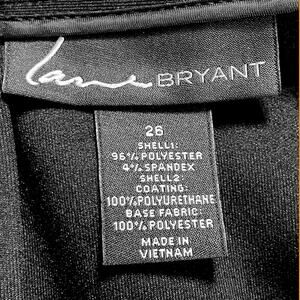 Lane BRYANT
26
SHELL1:
96% POLYESTER
4% SPANDEX
SHELL2
COATING:
100%POLYURETHANE
BASE FABRIC:
100% POLYESTER
MADE IN
VIETNAM